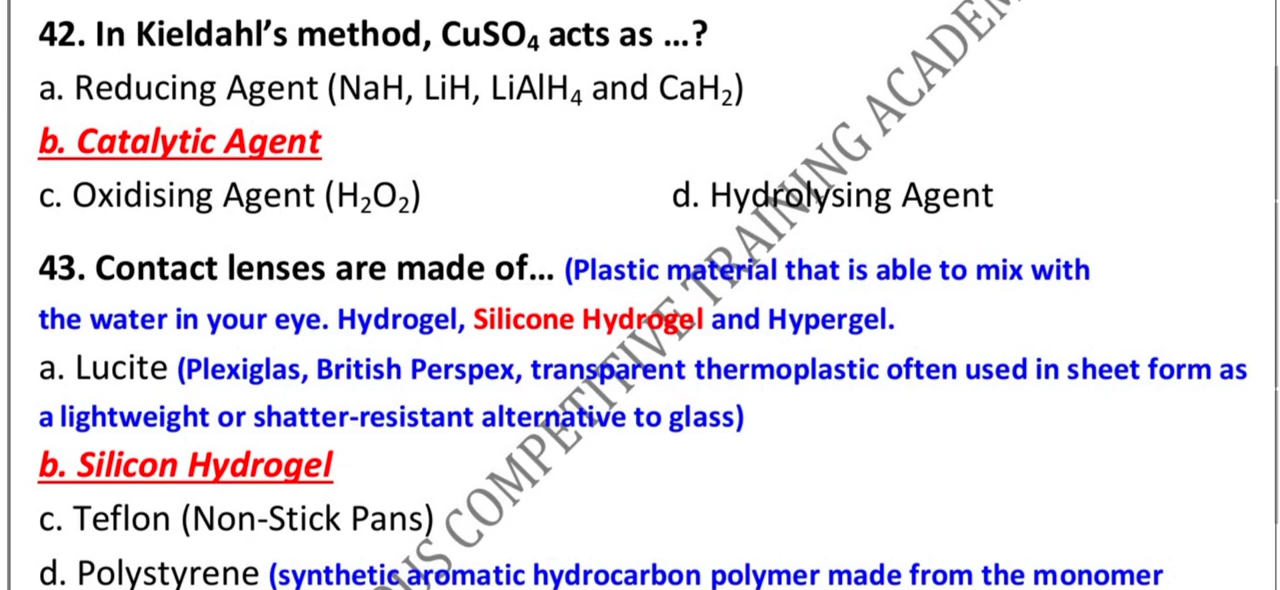 42. In Kieldahl’s method, CuSO₄ acts as ...?
a. Reducing Agent (NaH, LiH, LiAlH₄ and CaH₂)
b. Catalytic Agent
c. Oxidising Agent (H₂O₂) d. Hydrolysing Agent
43. Contact lenses are made of... (Plastic material that is able to mix with
the water in your eye. Hydrogel, Silicone Hydrogel and Hypergel.
a. Lucite (Plexiglas, British Perspex, transparent thermoplastic often used in sheet form as
a lightweight or shatter-resistant alternative to glass)
b. Silicon Hydrogel
c. Teflon (Non-Stick Pans)
d. Polystyrene (synthetic aromatic hydrocarbon polymer made from the monomer
COMPETITIVE TRAINING